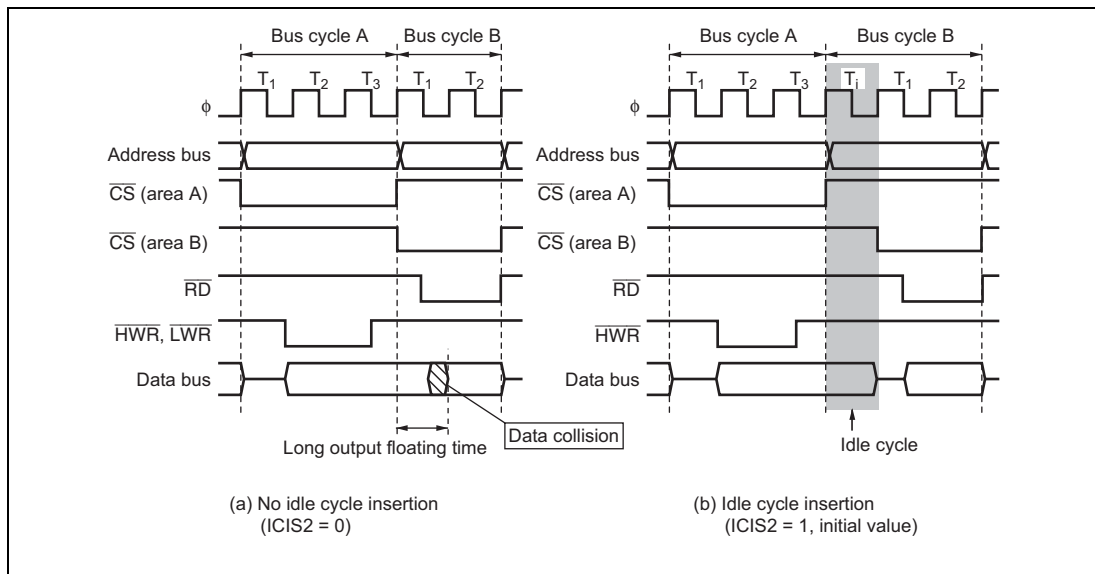 Bus cycle A Bus cycle B
T1 T2 T3 T1 T2
ϕ
Address bus
CS (area A)
CS (area B)
RD
HWR, LWR
Data bus
Long output floating time
Data collision
(a) No idle cycle insertion
(ICIS2 = 0)
Bus cycle A Bus cycle B
T1 T2 T3 Ti T1 T2
ϕ
Address bus
CS (area A)
CS (area B)
RD
HWR
Data bus
Idle cycle
(b) Idle cycle insertion
(ICIS2 = 1, initial value)